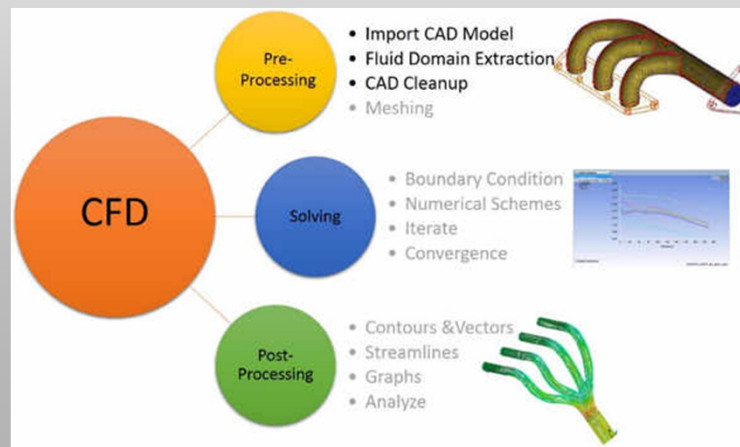 CFD
Pre-
Processing
• Import CAD Model
• Fluid Domain Extraction
• CAD Cleanup
• Meshing
Solving
• Boundary Condition
• Numerical Schemes
• Iterate
• Convergence
Post-
Processing
• Contours &Vectors
• Streamlines
• Graphs
• Analyze